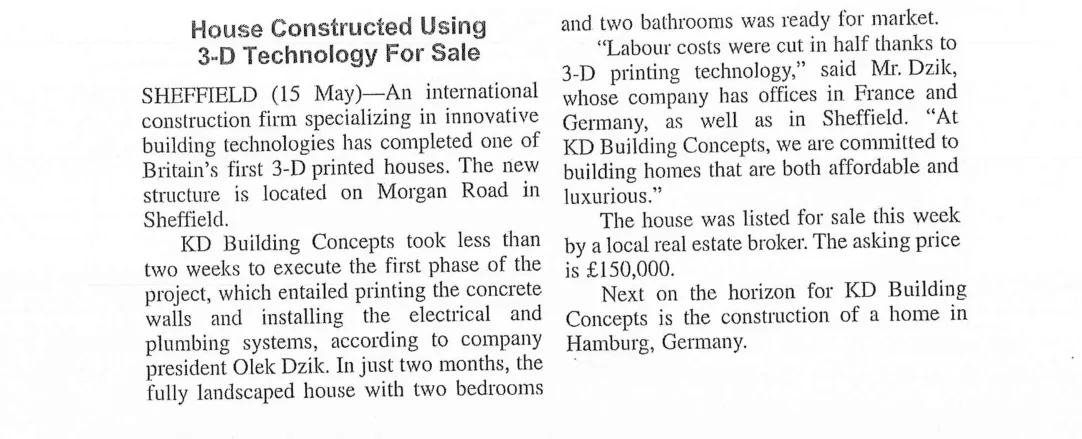 House Constructed Using
3-D Technology For Sale
SHEFFIELD (15 May)—An international
construction firm specializing in innovative
building technologies has completed one of
Britain's first 3-D printed houses. The new
structure is located on Morgan Road in
Sheffield.
KD Building Concepts took less than
two weeks to execute the first phase of the
project, which entailed printing the concrete
walls and installing the electrical and
plumbing systems, according to company
president Olek Dzik. In just two months, the
fully landscaped house with two bedrooms
and two bathrooms was ready for market.
“Labour costs were cut in half thanks to
3-D printing technology,” said Mr. Dzik,
whose company has offices in France and
Germany, as well as in Sheffield. “At
KD Building Concepts, we are committed to
building homes that are both affordable and
luxurious.”
The house was listed for sale this week
by a local real estate broker. The asking price
is £150,000.
Next on the horizon for KD Building
Concepts is the construction of a home in
Hamburg, Germany.